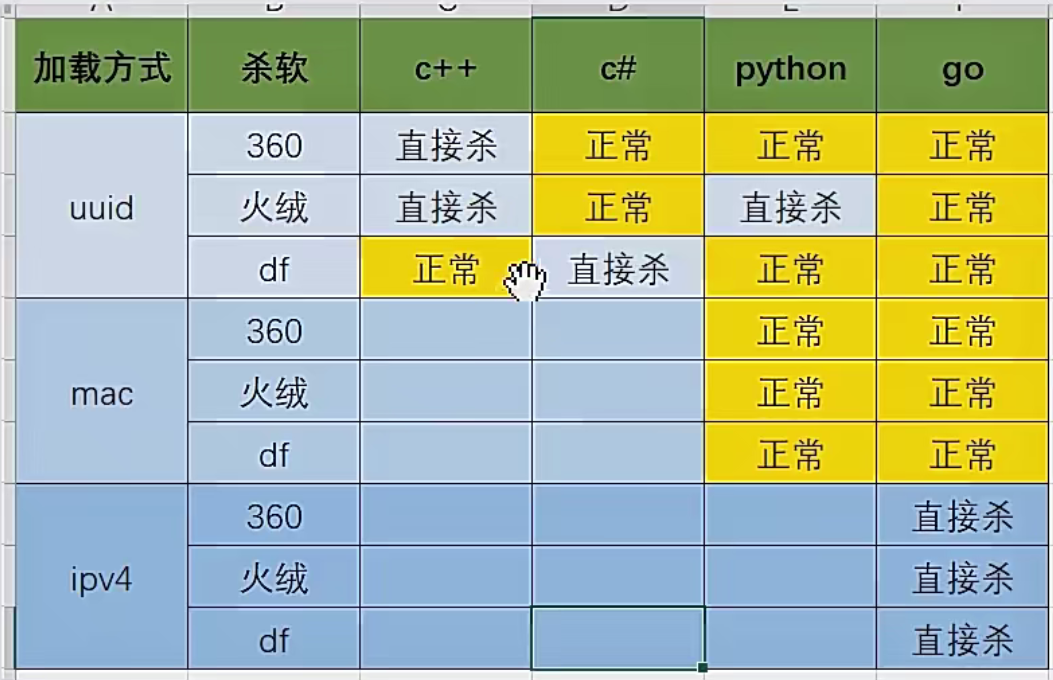 加载方式 杀软 c++ c# python go
uuid 360 直接杀 正常 正常 正常
火绒 直接杀 正常 直接杀 正常
df 正常 直接杀 正常 正常
mac 360 正常 正常
火绒 正常 正常
df 正常 正常
ipv4 360 直接杀
火绒 直接杀
df 直接杀